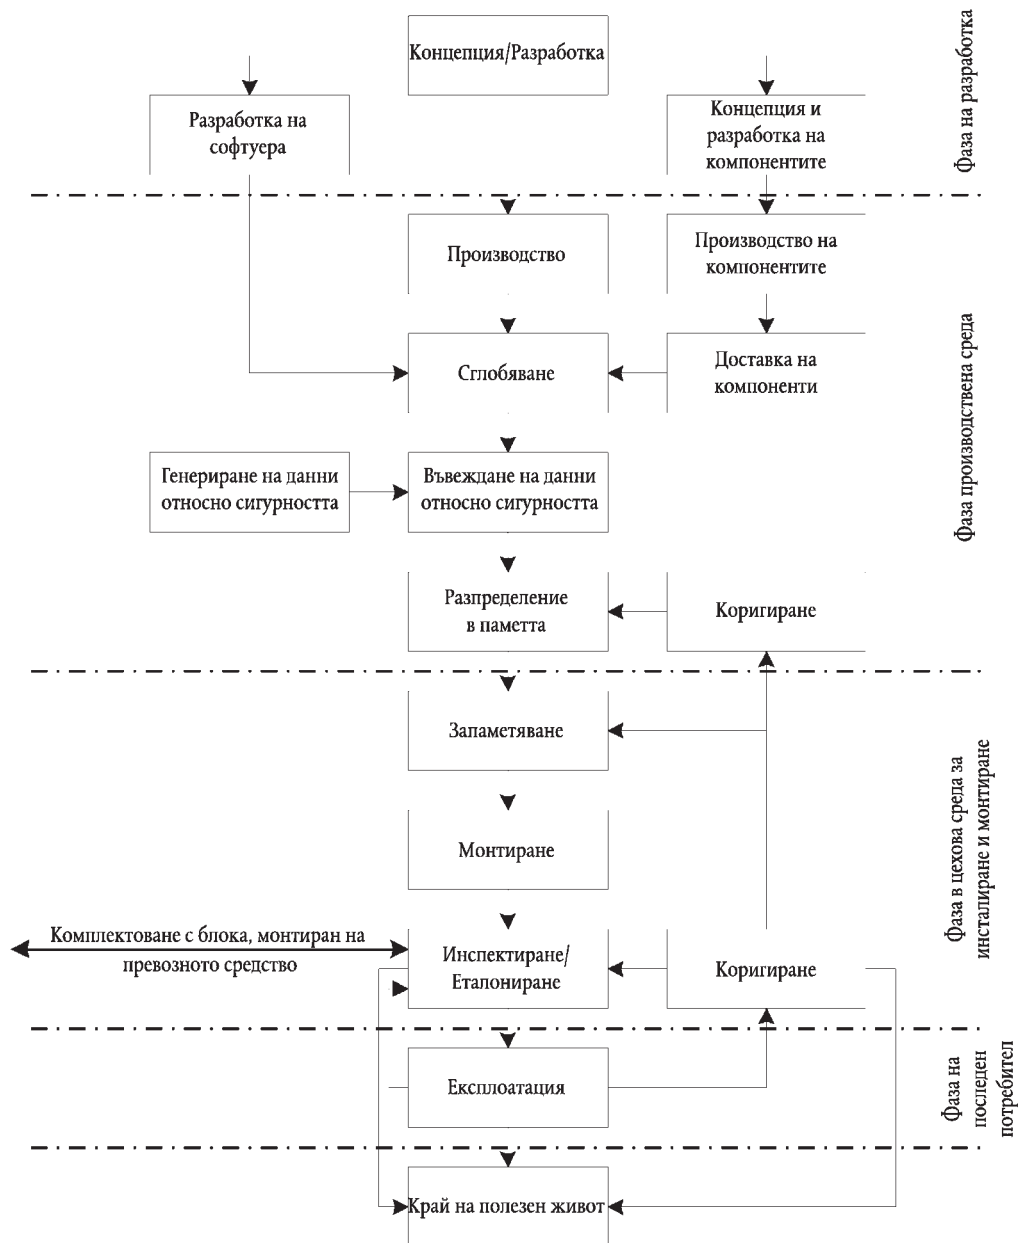 Концепция/Разработка
Разработка на
софтуера
Концепция и
разработка на
компонентите
Фаза на разработка
Производство
Производство на
компонентите
Сглобяване
Доставка на
компоненти
Генериране на данни
относно сигурността
Въвеждане на данни
относно сигурността
Разпределение
в паметта
Коригиране
Фаза производствена среда
Запаметяване
Монтиране
Комплектоване с блока, монтиран на
превозното средство
Инспектиране/
Еталониране
Коригиране
Фаза в цехова среда за
инсталиране и монтиране
Експлоатация
Фаза на
последен
потребител
Край на полезен живот